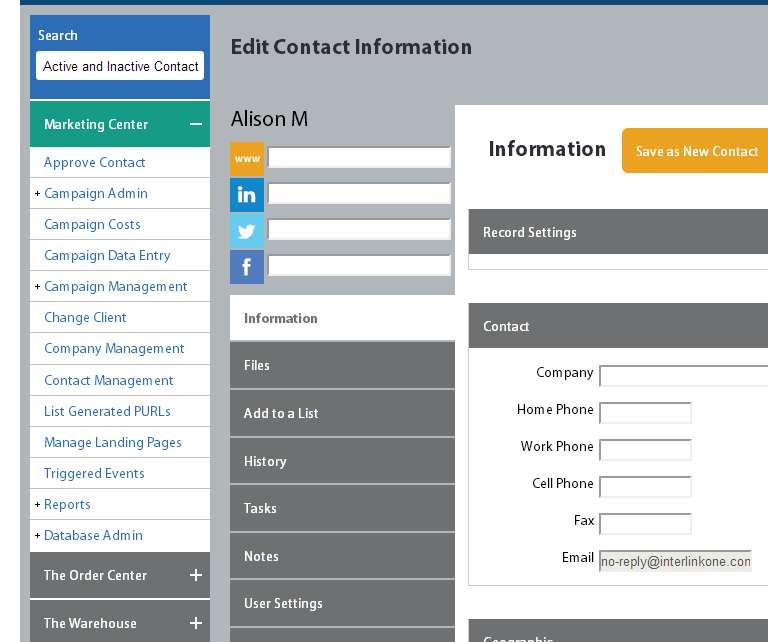 Search
Active and Inactive Contact
Marketing Center
Approve Contact
Campaign Admin
Campaign Costs
Campaign Data Entry
Campaign Management
Change Client
Company Management
Contact Management
List Generated PURLs
Manage Landing Pages
Triggered Events
Reports
Database Admin
The Order Center
The Warehouse
Edit Contact Information
Alison M
www
in
f
Information
Files
Add to a List
History
Tasks
Notes
User Settings
Information
Save as New Contact
Record Settings
Contact
Company
Home Phone
Work Phone
Cell Phone
Fax
Email no-reply@interlinkone.con
Geographic